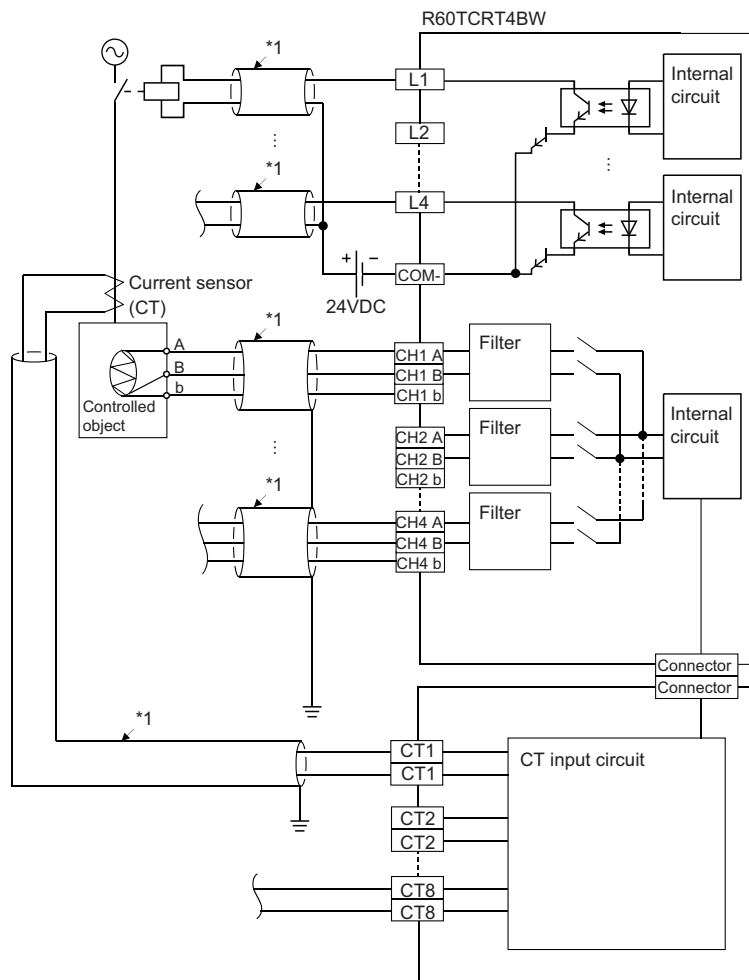 R60TCRT4BW
*1
L1
Internal
circuit
L2
*1
L4
Internal
circuit
+
−
COM-
24VDC
Current sensor
(CT)
*1
A
B
b
Controlled
object
CH1 A
CH1 B
CH1 b
Filter
CH2 A
CH2 B
CH2 b
Filter
Internal
circuit
*1
CH4 A
CH4 B
CH4 b
Filter
Connector
Connector
*1
CT1
CT1
CT input circuit
CT2
CT2
CT8
CT8